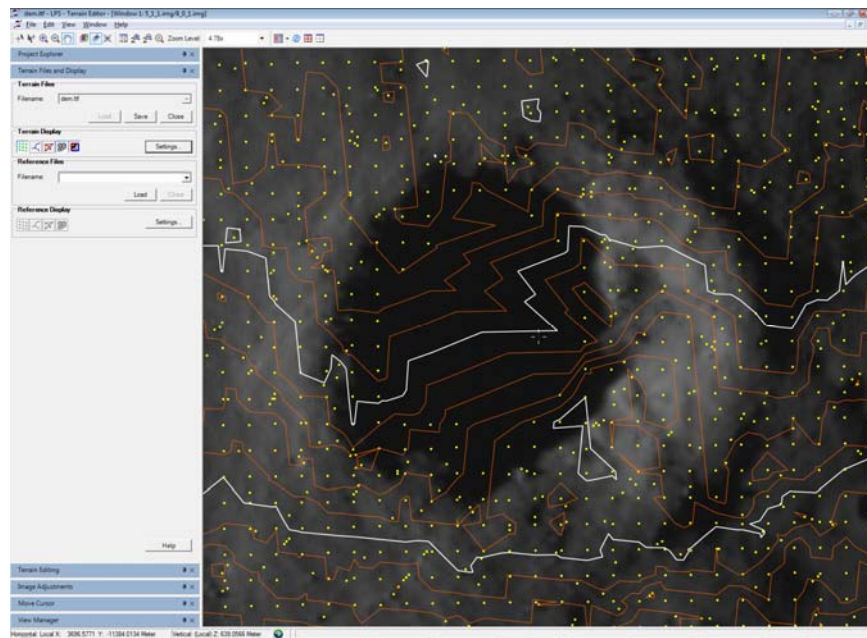 dem.ltf - LPS - Terrain Editor - [Window 1: 5_1_1.img/6_0_1.img]
File Edit View Window Help
Zoom Level: 4.78x
Project Explorer
Terrain Files and Display
Terrain Files
Filename: dem.ltf
Load Save Close
Terrain Display
Settings...
Reference Files
Filename:
Load Close
Reference Display
Settings...
Help
Terrain Editing
Image Adjustments
Move Cursor
View Manager
Horizontal: Local X: 3696.5771 Y: -11384.0134 Meter Vertical: (Local) Z: 639.0566 Meter